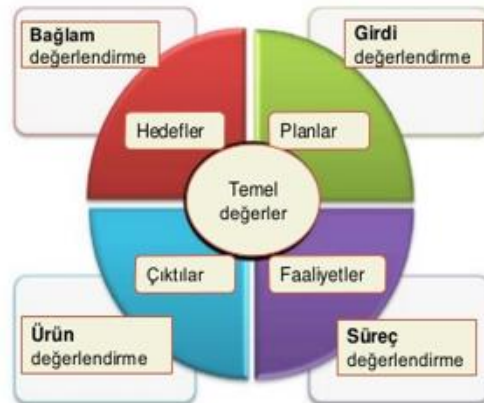 Bağlam
değerlendirme
Girdi
değerlendirme
Hedefler
Planlar
Temel
değerler
Çıktılar
Faaliyetler
Ürün
değerlendirme
Süreç
değerlendirme